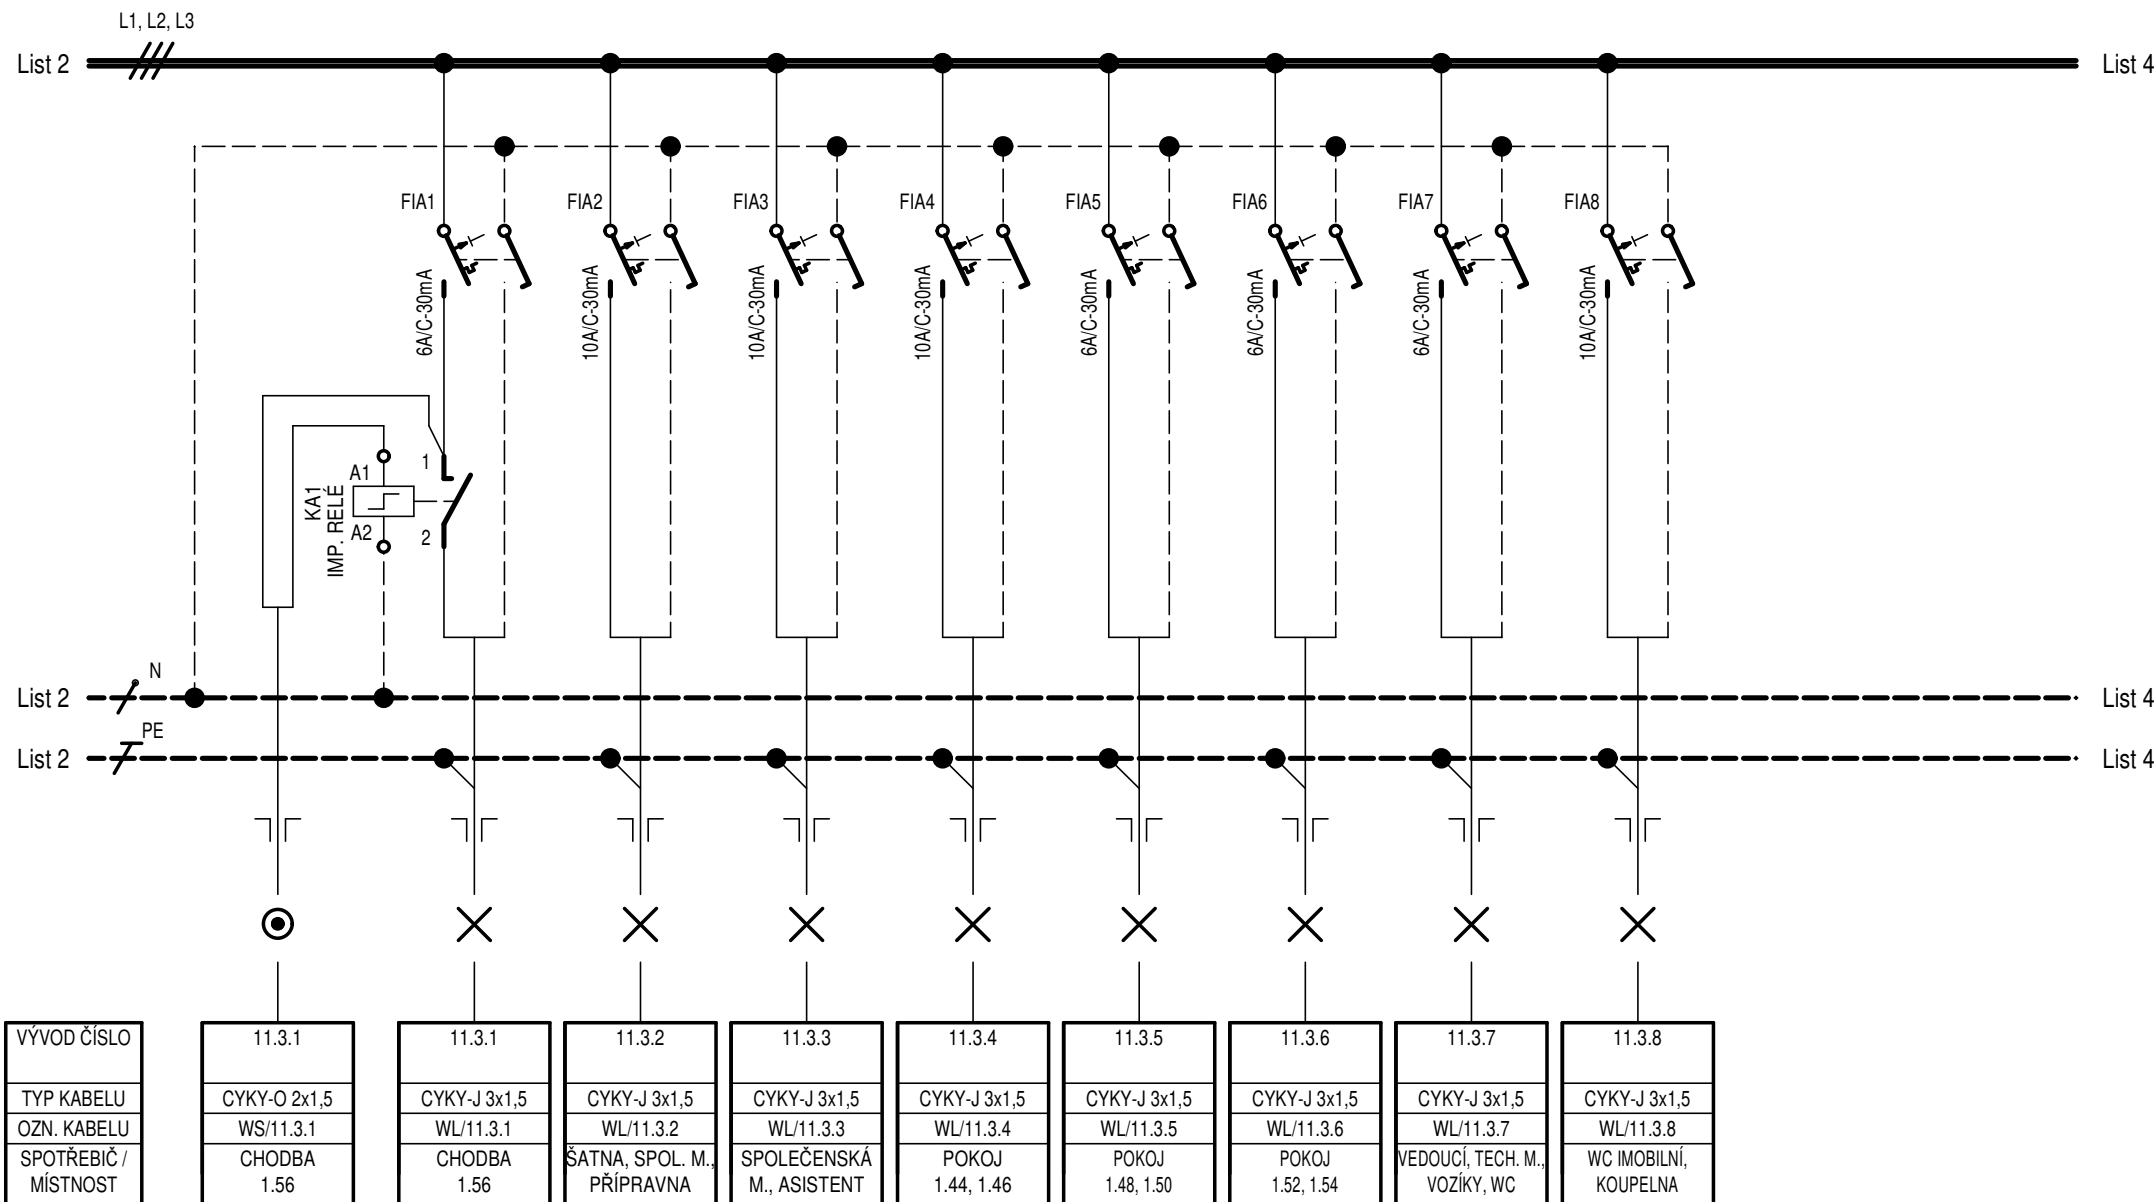 L1, L2, L3
List 2
List 4
FIA1
FIA2
FIA3
FIA4
FIA5
FIA6
FIA7
FIA8
6A/C-30mA
10A/C-30mA
10A/C-30mA
10A/C-30mA
6A/C-30mA
6A/C-30mA
6A/C-30mA
10A/C-30mA
KA1
IMP. RELÉ
A1
A2
1
2
N
List 2
List 4
PE
List 2
List 4
VÝVOD ČÍSLO
11.3.1
11.3.1
11.3.2
11.3.3
11.3.4
11.3.5
11.3.6
11.3.7
11.3.8
TYP KABELU
CYKY-O 2x1,5
CYKY-J 3x1,5
CYKY-J 3x1,5
CYKY-J 3x1,5
CYKY-J 3x1,5
CYKY-J 3x1,5
CYKY-J 3x1,5
CYKY-J 3x1,5
CYKY-J 3x1,5
OZN. KABELU
WS/11.3.1
WL/11.3.1
WL/11.3.2
WL/11.3.3
WL/11.3.4
WL/11.3.5
WL/11.3.6
WL/11.3.7
WL/11.3.8
SPOTŘEBIČ /
MÍSTNOST
CHODBA
1.56
CHODBA
1.56
ŠATNA, SPOL. M.,
PŘÍPRAVNA
SPOLEČENSKÁ
M., ASISTENT
POKOJ
1.44, 1.46
POKOJ
1.48, 1.50
POKOJ
1.52, 1.54
VEDOUCÍ, TECH. M.,
VOZÍKY, WC
WC IMOBILNÍ,
KOUPELNA